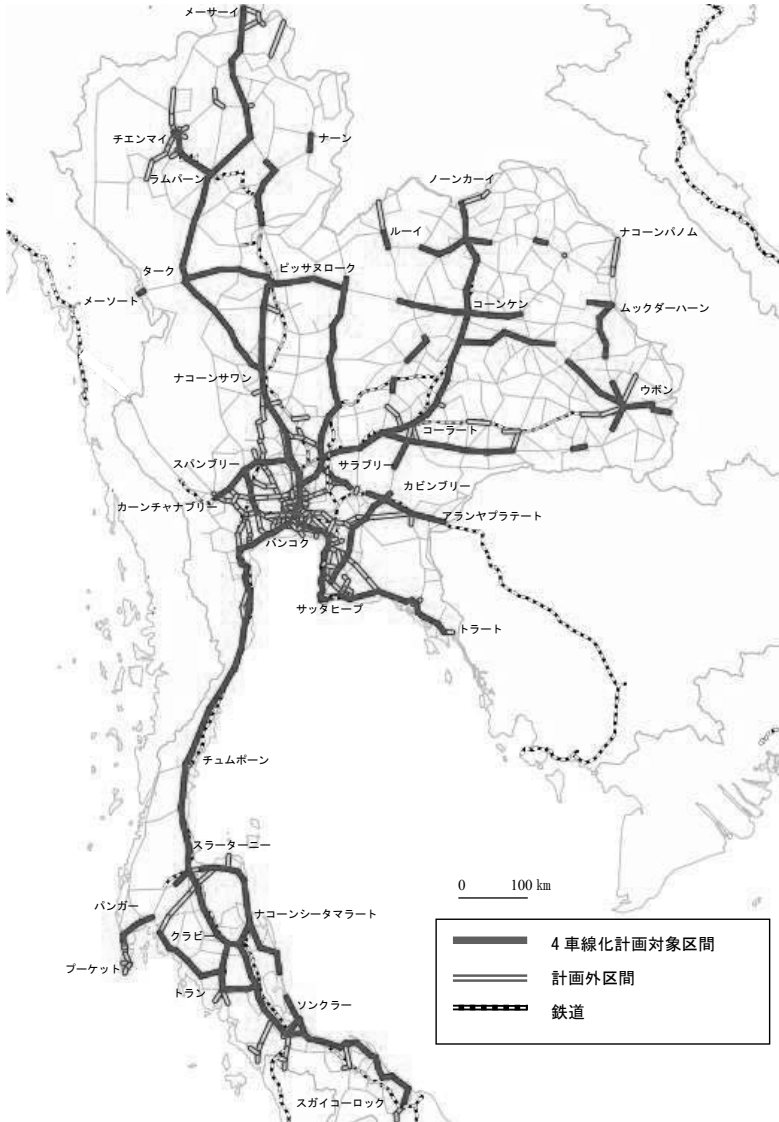 メーサーイ
チエンマイ
ナーン
ラムパーン
ノーンカーイ
ルーイ
ナコーンパノム
ターク
ピッサヌローク
メーソート
コーンケン
ムックダーハーン
ナコーンサワン
ウボン
コーラート
スパンブリー
サラブリー
カビンブリー
カーンチャナブリー
アランヤプラテート
バンコク
サッタヒープ
トラート
チュムポーン
スラーターニー
0 100 km
パンガー
ナコーンシータマラート
クラビー
4車線化計画対象区間
プーケット
計画外区間
トラン
ソンクラー
鉄道
スガイコーロック